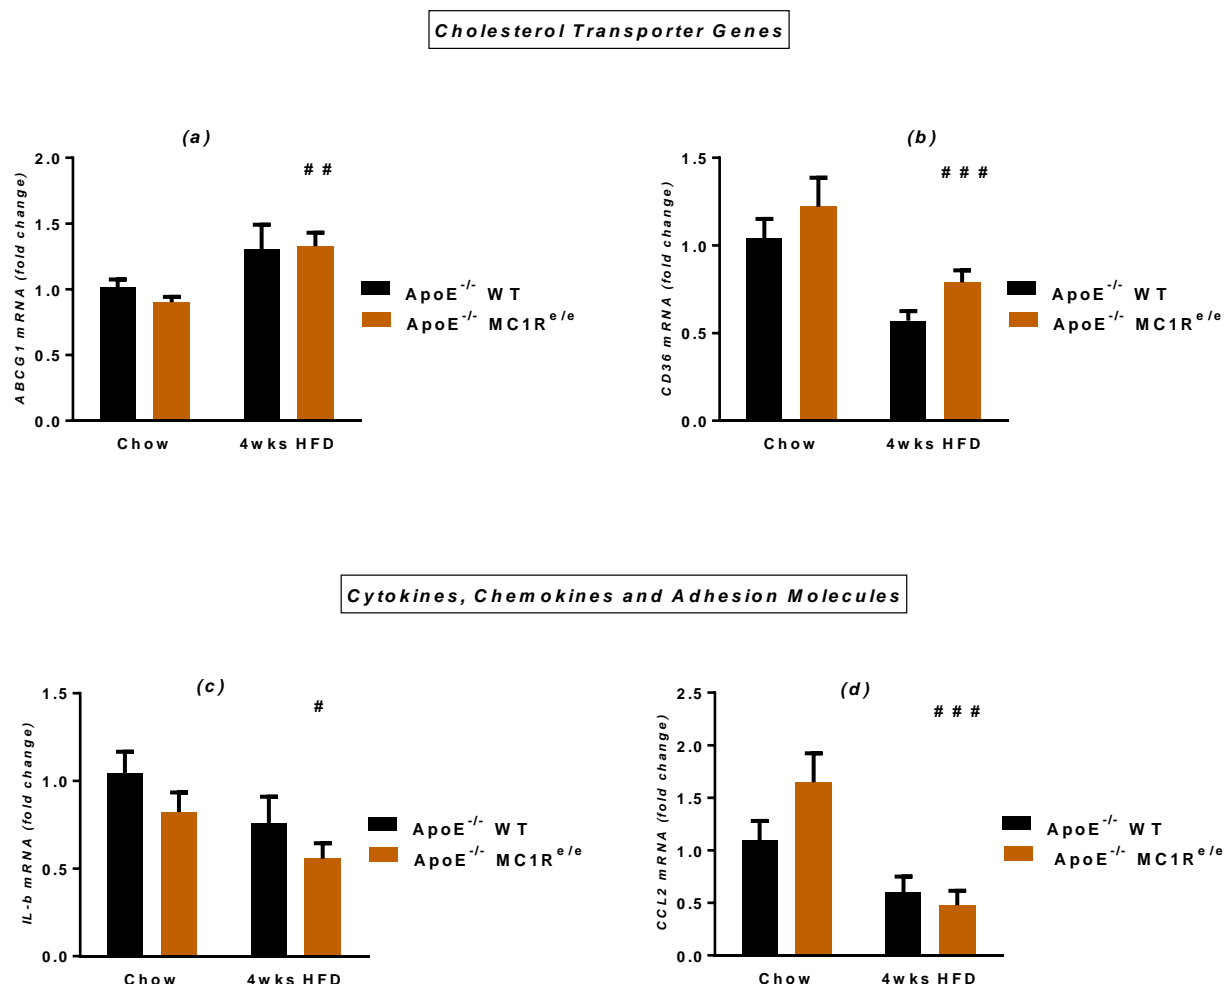 Cholesterol Transporter Genes
(a)
ABCG1 mRNA (fold change)
2.0
1.5
1.0
0.5
0.0
# #
Chow
4wks HFD
ApoE-/- WT
ApoE-/- MC1Re/e
(b)
CD36 mRNA (fold change)
1.5
1.0
0.5
0.0
# # #
Chow
4wks HFD
ApoE-/- WT
ApoE-/- MC1Re/e
Cytokines, Chemokines and Adhesion Molecules
(c)
IL-b mRNA (fold change)
1.5
1.0
0.5
0.0
#
Chow
4wks HFD
ApoE-/- WT
ApoE-/- MC1Re/e
(d)
CCL2 mRNA (fold change)
2.5
2.0
1.5
1.0
0.5
0.0
# # #
Chow
4wks HFD
ApoE-/- WT
ApoE-/- MC1Re/e